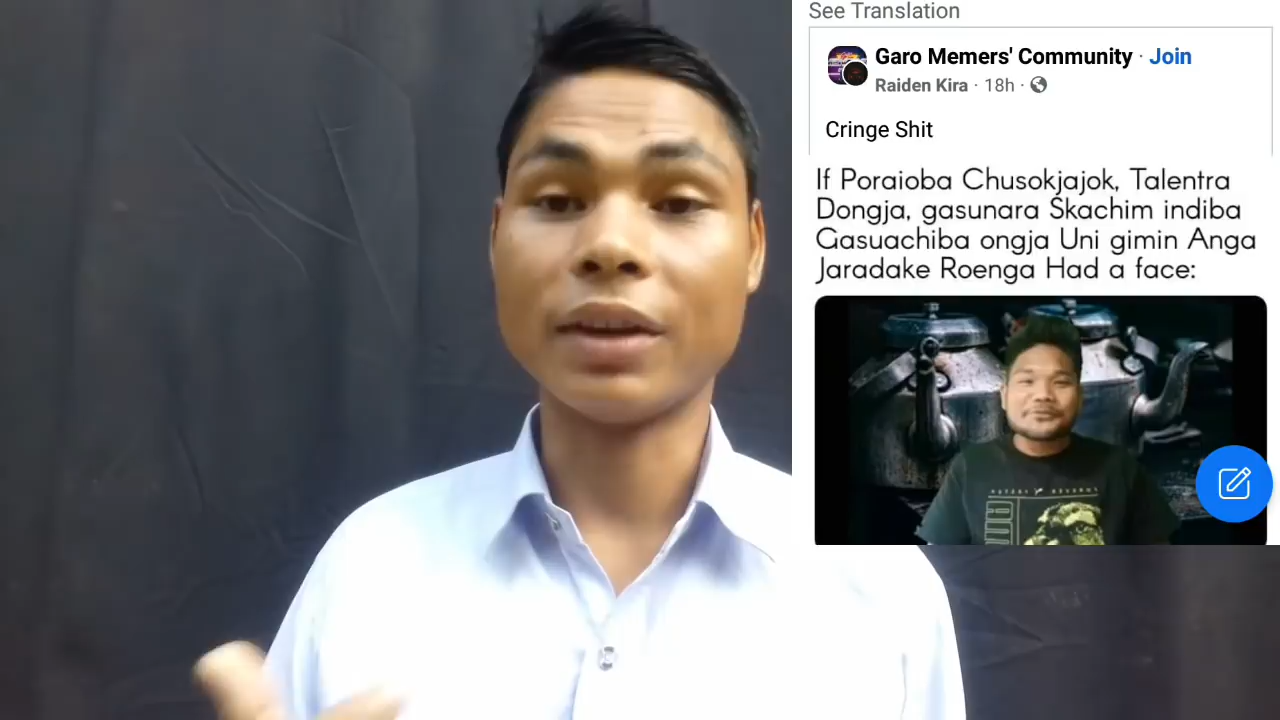 See Translation
Garo Memers' Community · Join
Raiden Kira · 18h ·
Cringe Shit
If Poraioba Chusokjajok, Talentra
Dongja, gasunara Skachim indiba
Gasuachiba ongja Uni gimin Anga
Jaradake Roenga Had a face: